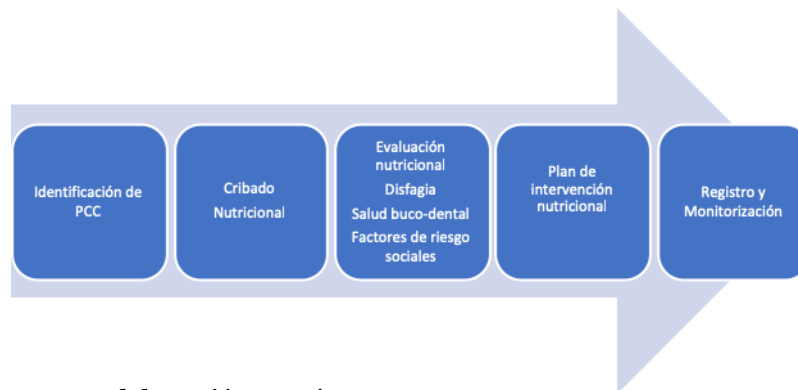 Identificación de
PCC
Cribado
Nutricional
Evaluación
nutricional
Disfagia
Salud buco-dental
Factores de riesgo
sociales
Plan de
intervención
nutricional
Registro y
Monitorización